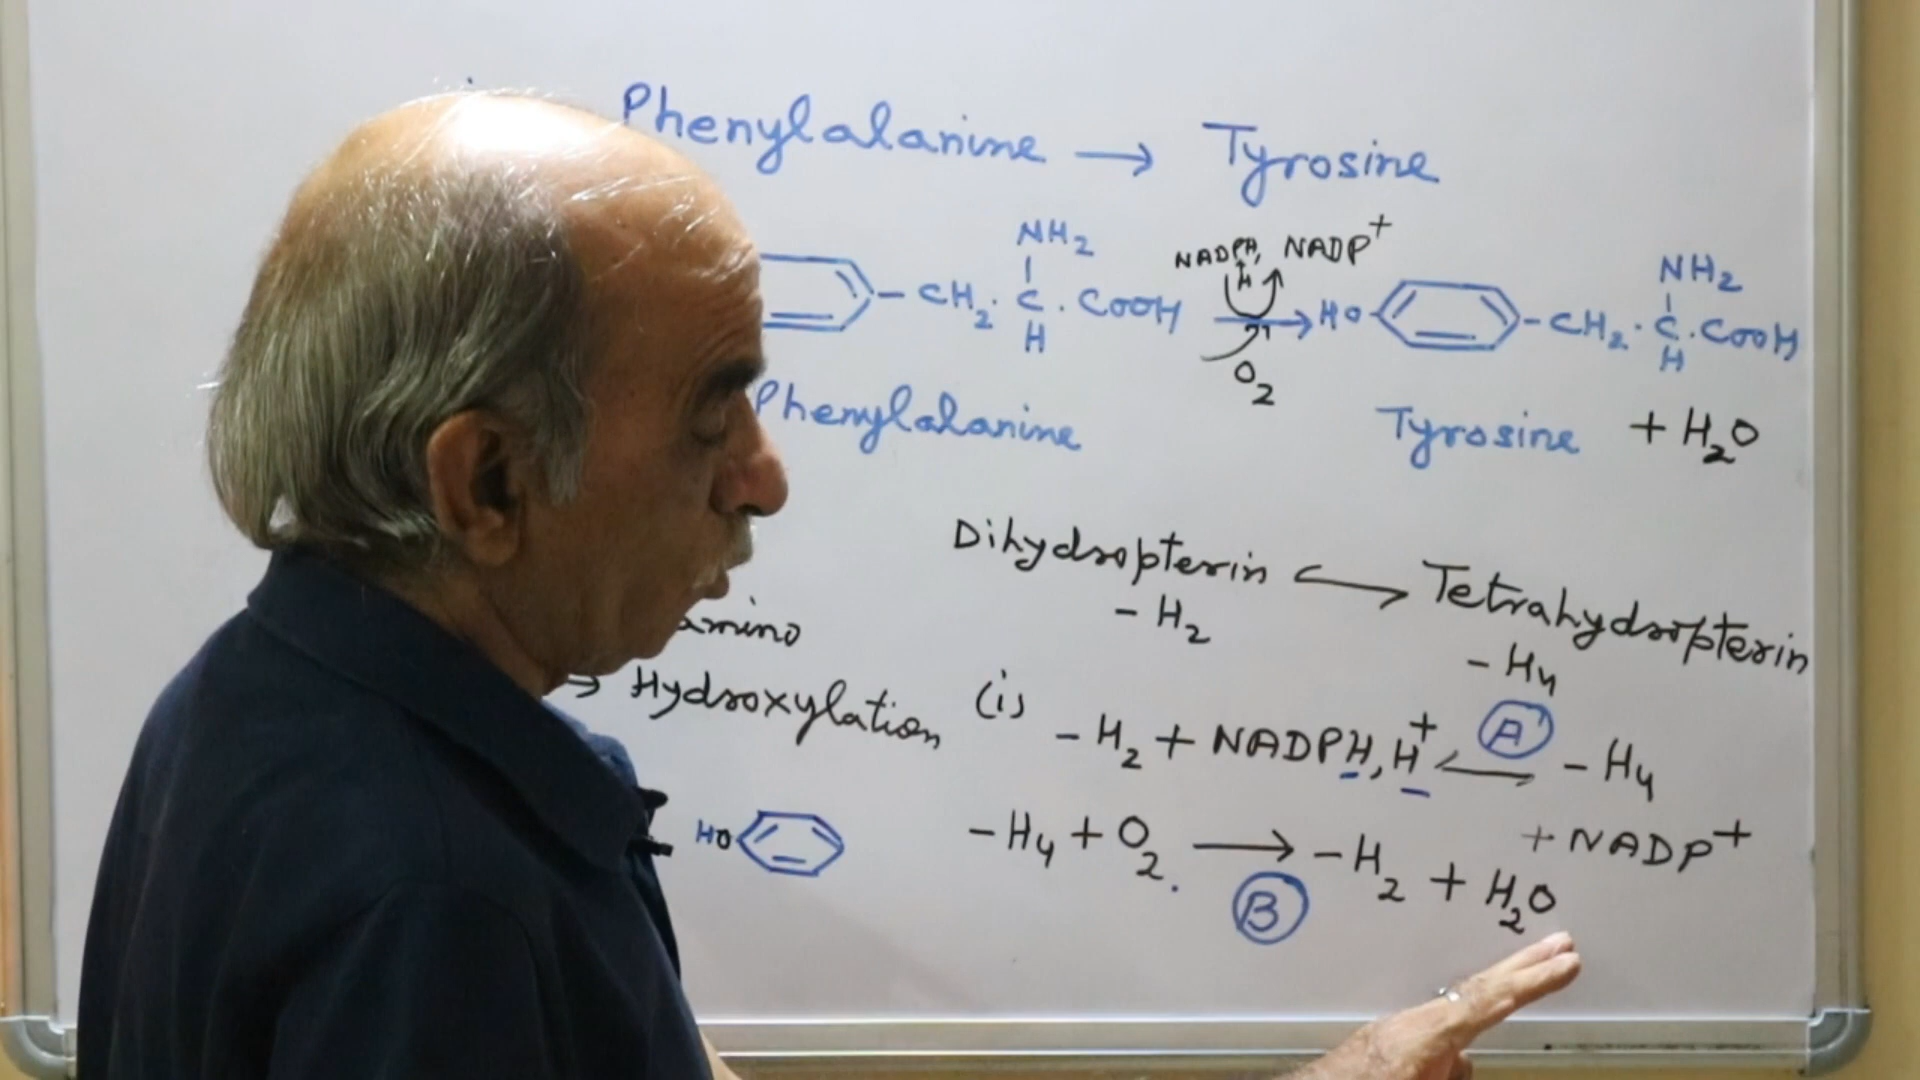 Phenylalanine → Tyrosine
NH2
NADPH, NADP+
H
NH2
- CH2 . C . COOH
HO - CH2 . C . COOH
H
O2
H
Phenylalanine
Tyrosine + H2O
Dihydropterin Tetrahydropterin
- H2
- H4
amino
→ Hydroxylation (i)
- H2 + NADPH, H+ A - H4
+ NADP+
HO
- H4 + O2. → - H2 + H2O
B